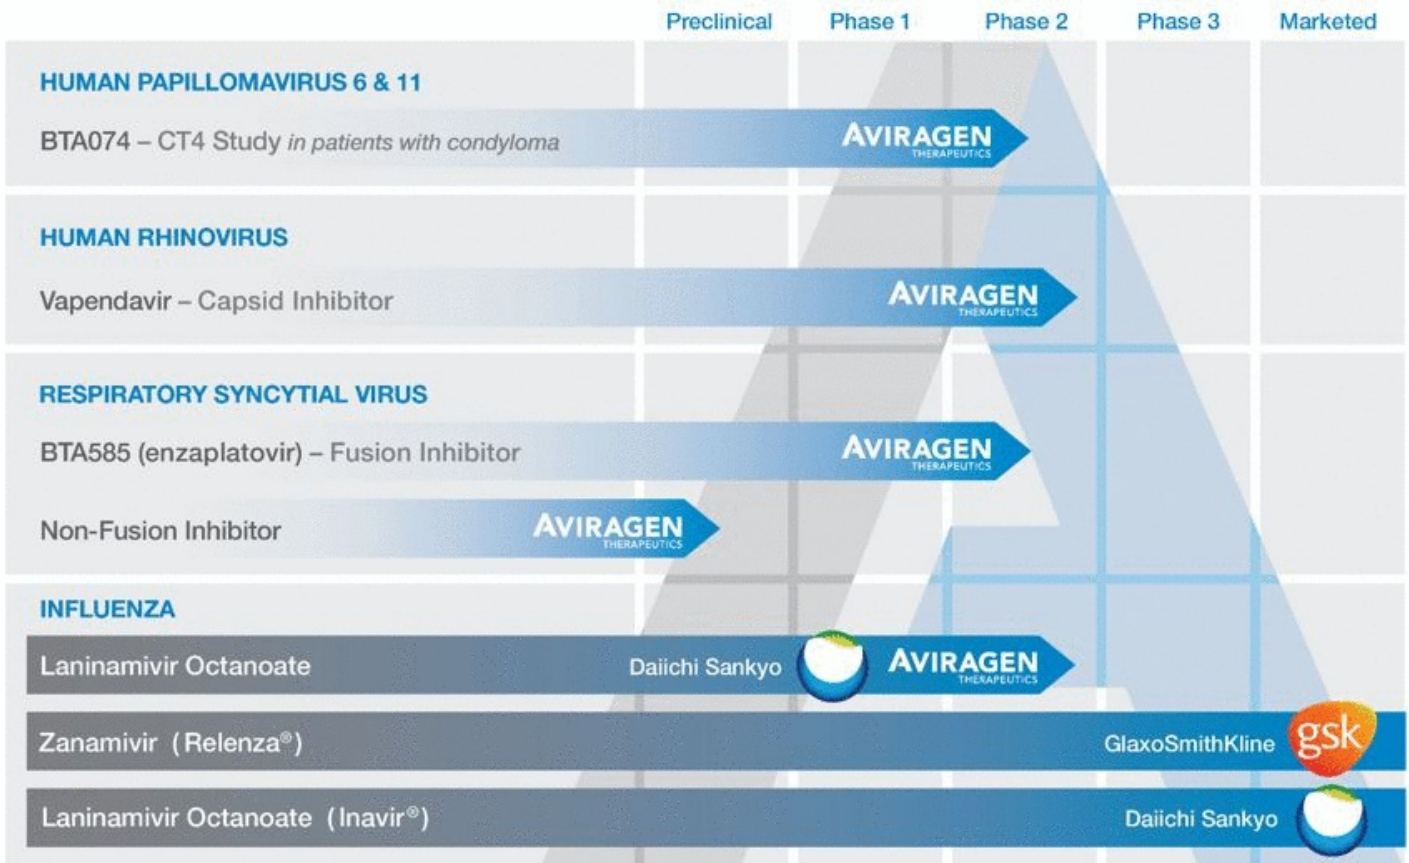 Preclinical Phase 1 Phase 2 Phase 3 Marketed
HUMAN PAPILLOMAVIRUS 6 & 11
BTA074 – CT4 Study in patients with condyloma
AVIRAGEN
THERAPEUTICS
HUMAN RHINOVIRUS
Vapendavir – Capsid Inhibitor
AVIRAGEN
THERAPEUTICS
RESPIRATORY SYNCYTIAL VIRUS
BTA585 (enzaplatovir) – Fusion Inhibitor
AVIRAGEN
THERAPEUTICS
Non-Fusion Inhibitor
AVIRAGEN
THERAPEUTICS
INFLUENZA
Laninamivir Octanoate Daiichi Sankyo AVIRAGEN
THERAPEUTICS
Zanamivir (Relenza®) GlaxoSmithKline gsk
Laninamivir Octanoate (Inavir®) Daiichi Sankyo